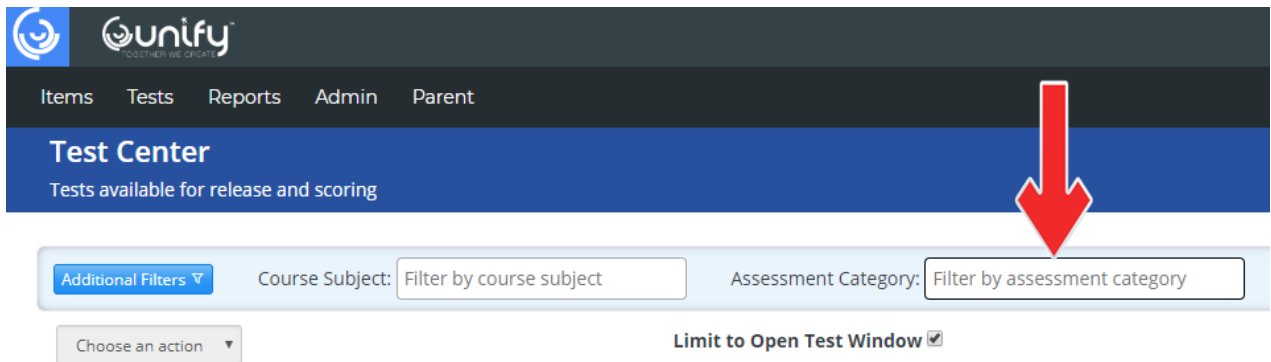 unify
TOGETHER WE CREATE
Items Tests Reports Admin Parent
Test Center
Tests available for release and scoring
Additional Filters Course Subject: Filter by course subject Assessment Category: Filter by assessment category
Choose an action Limit to Open Test Window